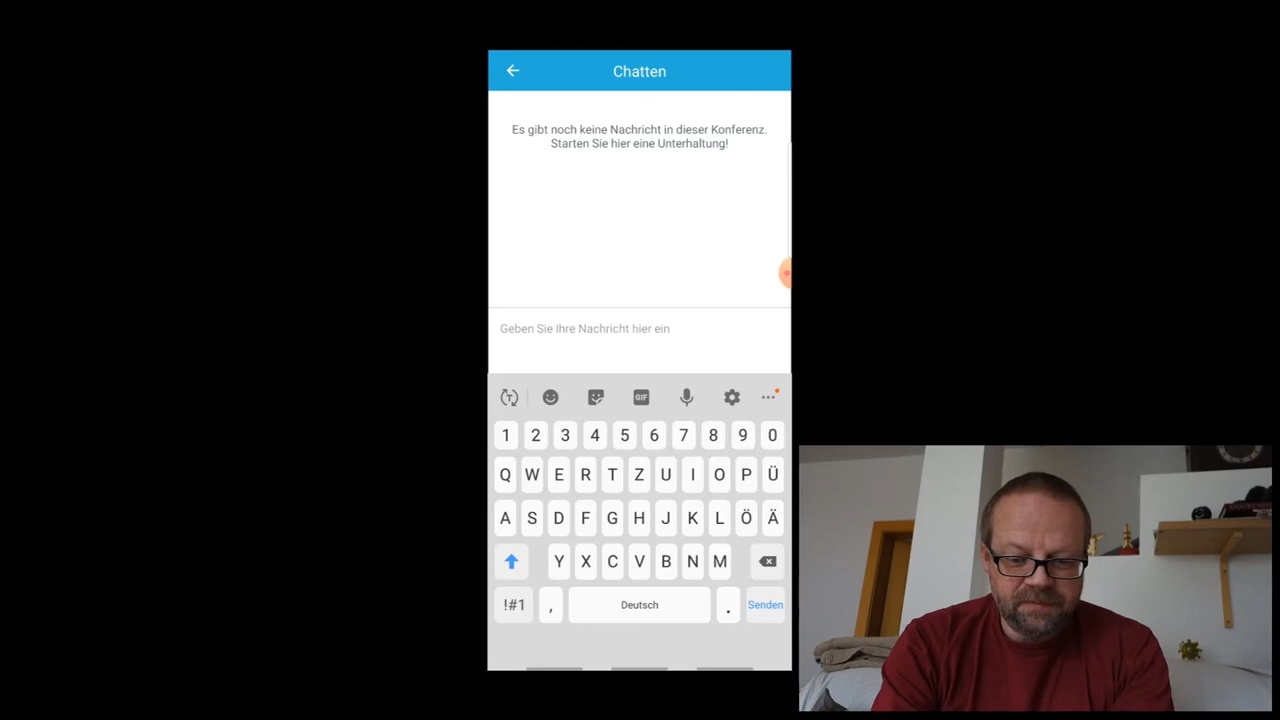 Chatten
Es gibt noch keine Nachricht in dieser Konferenz.
Starten Sie hier eine Unterhaltung!
Geben Sie Ihre Nachricht hier ein
GIF
1 2 3 4 5 6 7 8 9 0
Q W E R T Z U I O P Ü
A S D F G H J K L Ö Ä
Y X C V B N M
!#1 , Deutsch . Senden